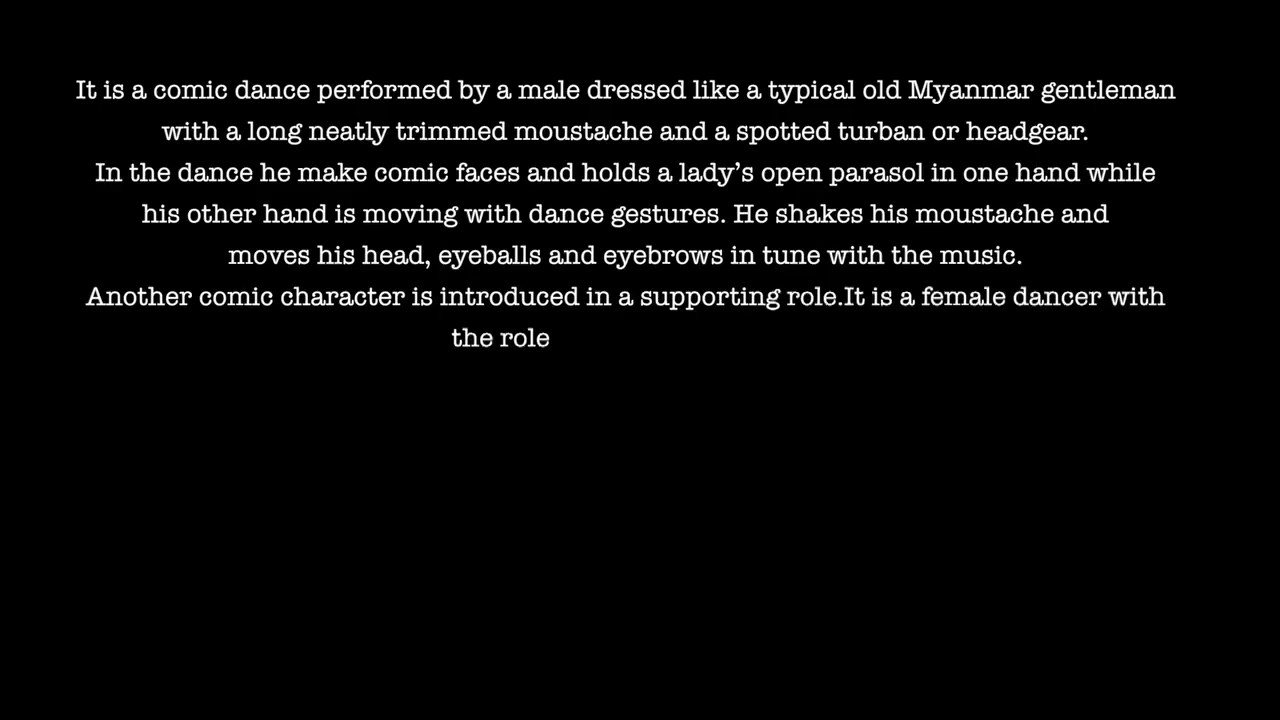 It is a comic dance performed by a male dressed like a typical old Myanmar gentleman
with a long neatly trimmed moustache and a spotted turban or headgear.
In the dance he make comic faces and holds a lady’s open parasol in one hand while
his other hand is moving with dance gestures. He shakes his moustache and
moves his head, eyeballs and eyebrows in tune with the music.
Another comic character is introduced in a supporting role.It is a female dancer with
the role